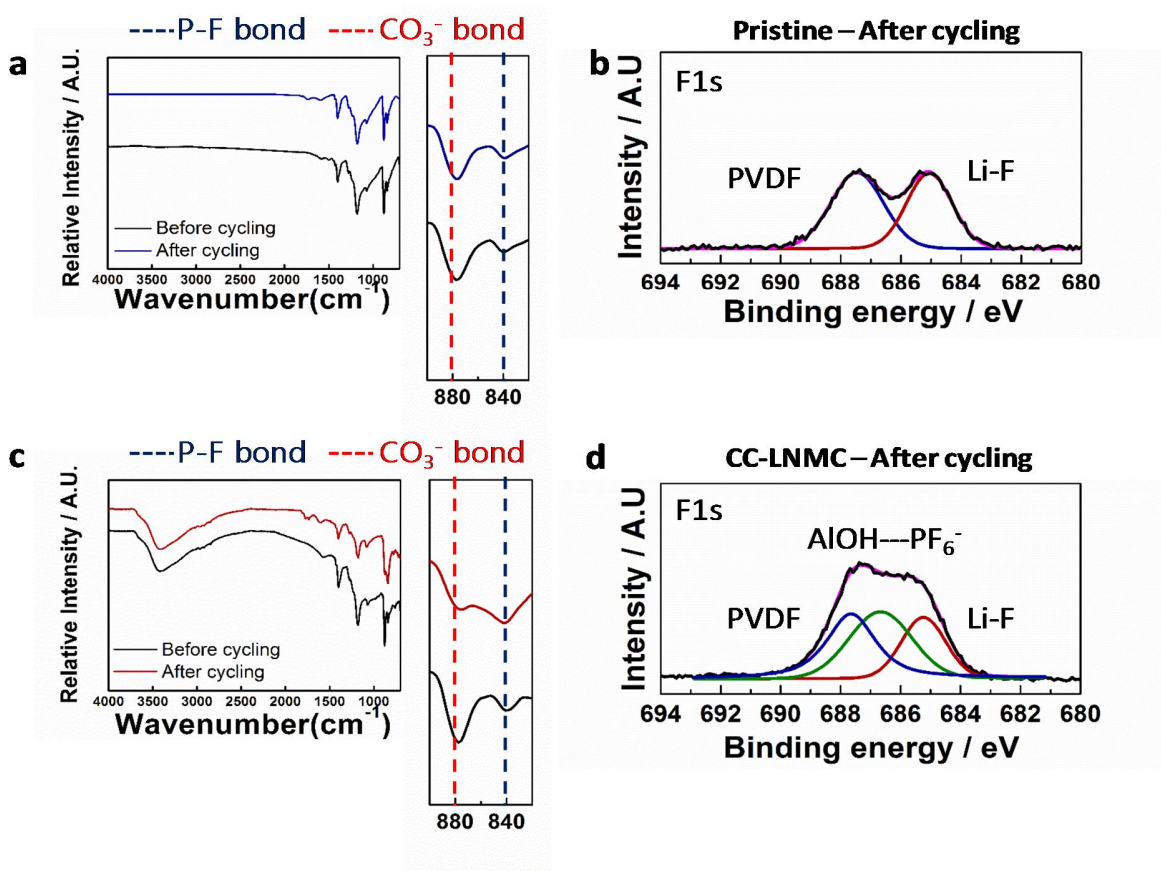 P-F bond CO₃⁻ bond
a
Relative Intensity / A.U.
Before cycling
After cycling
4000 3500 3000 2500 2000 1500 1000
Wavenumber(cm⁻¹)
880 840
Pristine – After cycling
b
F1s
Intensity / A.U
PVDF
Li-F
694 692 690 688 686 684 682 680
Binding energy / eV
P-F bond CO₃⁻ bond
c
Relative Intensity / A.U.
Before cycling
After cycling
4000 3500 3000 2500 2000 1500 1000
Wavenumber(cm⁻¹)
880 840
d
CC-LNMC – After cycling
F1s
Intensity / A.U
AlOH---PF₆⁻
PVDF
Li-F
694 692 690 688 686 684 682 680
Binding energy / eV